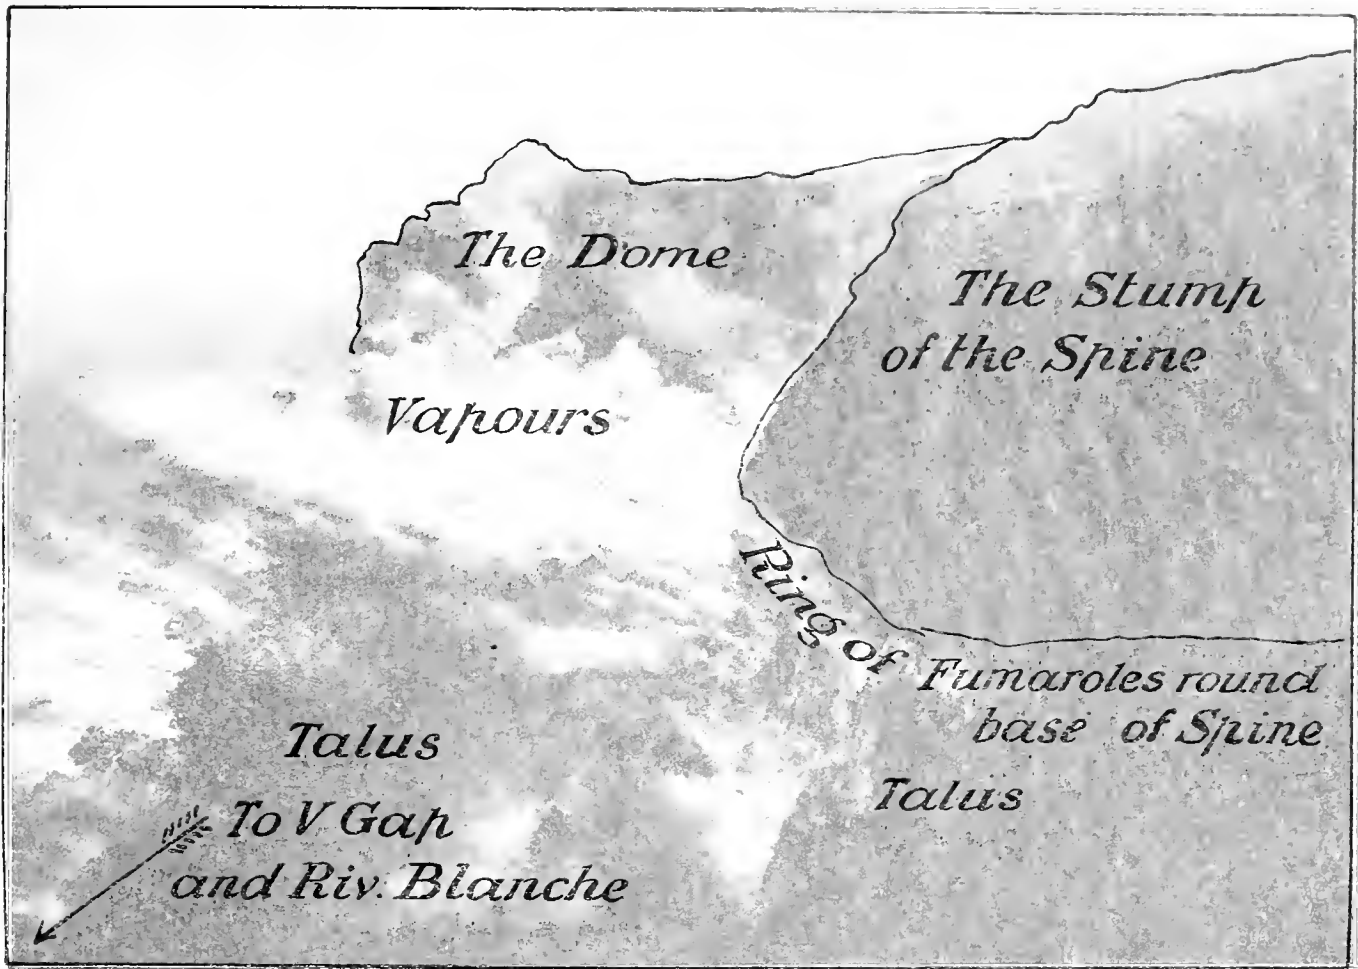 The Dome
The Stump
of the Spine
Vapours
Ring of Fumaroles round
base of Spine
Talus
Talus
To V Gap
and Riv. Blanche